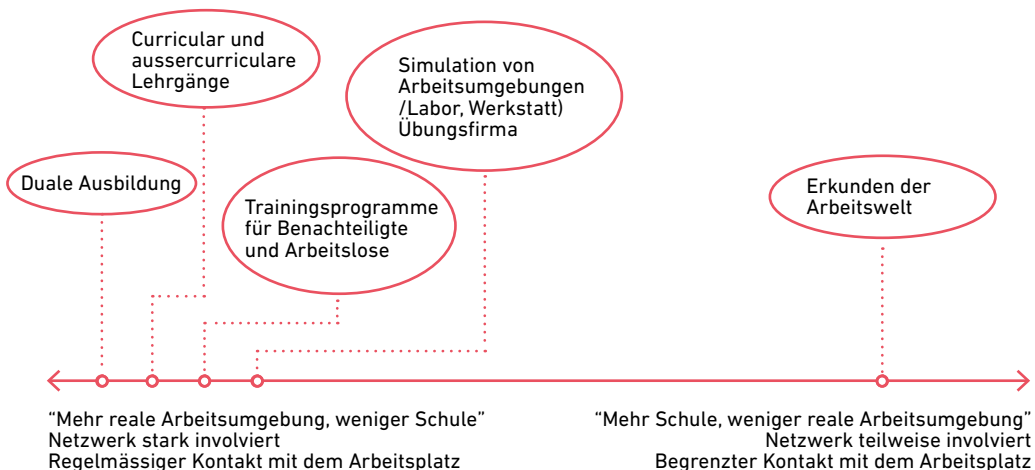 Curricular und
aussercurriculare
Lehrgänge
Simulation von
Arbeitsumgebungen
/Labor, Werkstatt)
Übungsfirma
Duale Ausbildung
Trainingsprogramme
für Benachteiligte
und Arbeitslose
Erkunden der
Arbeitswelt
“Mehr reale Arbeitsumgebung, weniger Schule”
Netzwerk stark involviert
Regelmässiger Kontakt mit dem Arbeitsplatz
“Mehr Schule, weniger reale Arbeitsumgebung”
Netzwerk teilweise involviert
Begrenzter Kontakt mit dem Arbeitsplatz